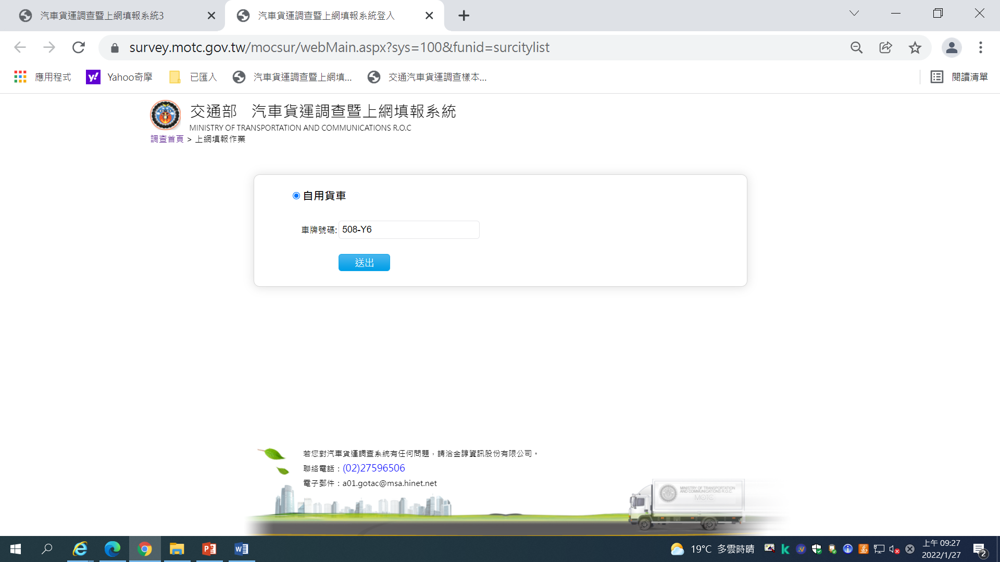 汽車貨運調查暨上網填報系統3
汽車貨運調查暨上網填報系統登入
survey.motc.gov.tw/mocsur/webMain.aspx?sys=100&funid=surcitylist
應用程式
Yahoo奇摩
已匯入
汽車貨運調查暨上網填...
交通汽車貨運調查樣本...
閱讀清單
交通部 汽車貨運調查暨上網填報系統
MINISTRY OF TRANSPORTATION AND COMMUNICATIONS R.O.C
調查首頁 > 上網填報作業
自用貨車
車牌號碼: 508-Y6
送出
若您對汽車貨運調查系統有任何問題，請洽金諄資訊股份有限公司。
聯絡電話：(02)27596506
電子郵件：a01.gotac@msa.hinet.net
MINISTRY OF TRANSPORTATION
AND COMMUNICATIONS R.O.C.
MOTC
19°C 多雲時晴
上午 09:27
2022/1/27
2